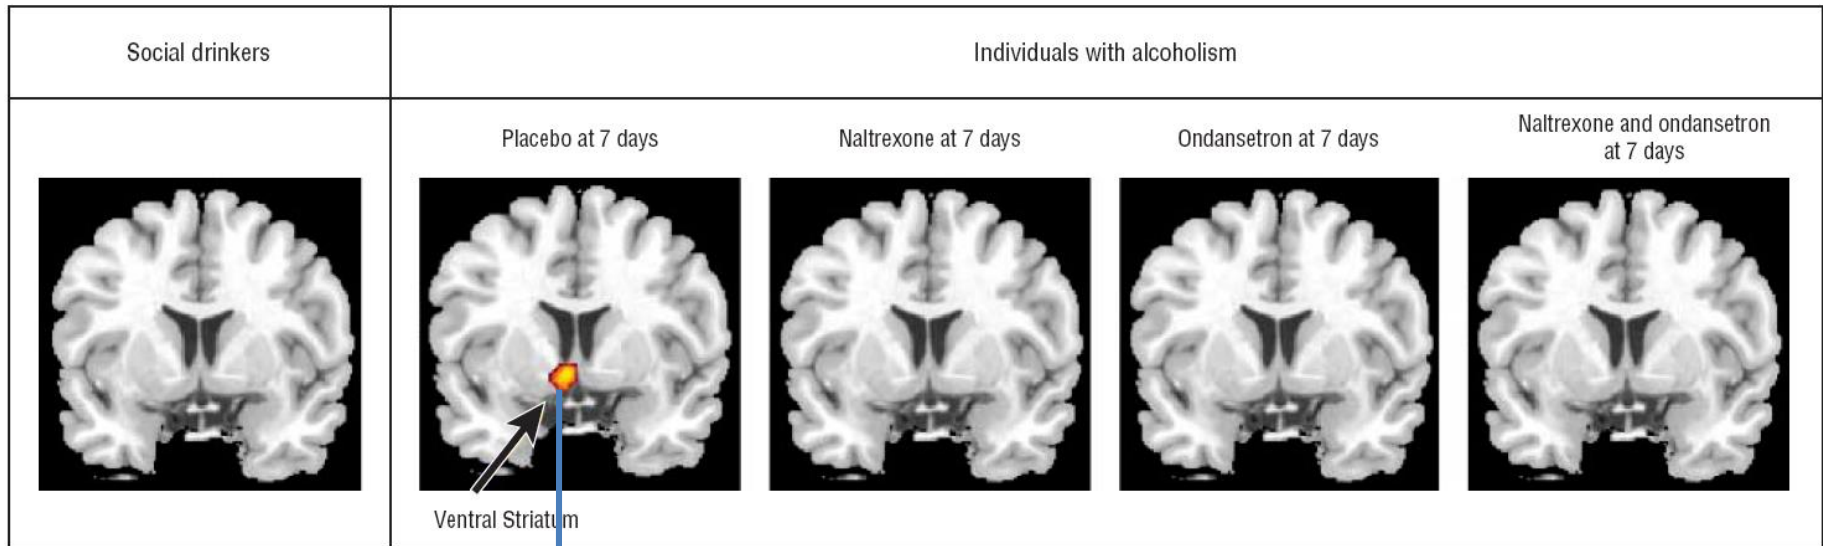 Social drinkers
Individuals with alcoholism
Placebo at 7 days
Naltrexone at 7 days
Ondansetron at 7 days
Naltrexone and ondansetron
at 7 days
Ventral Striatum